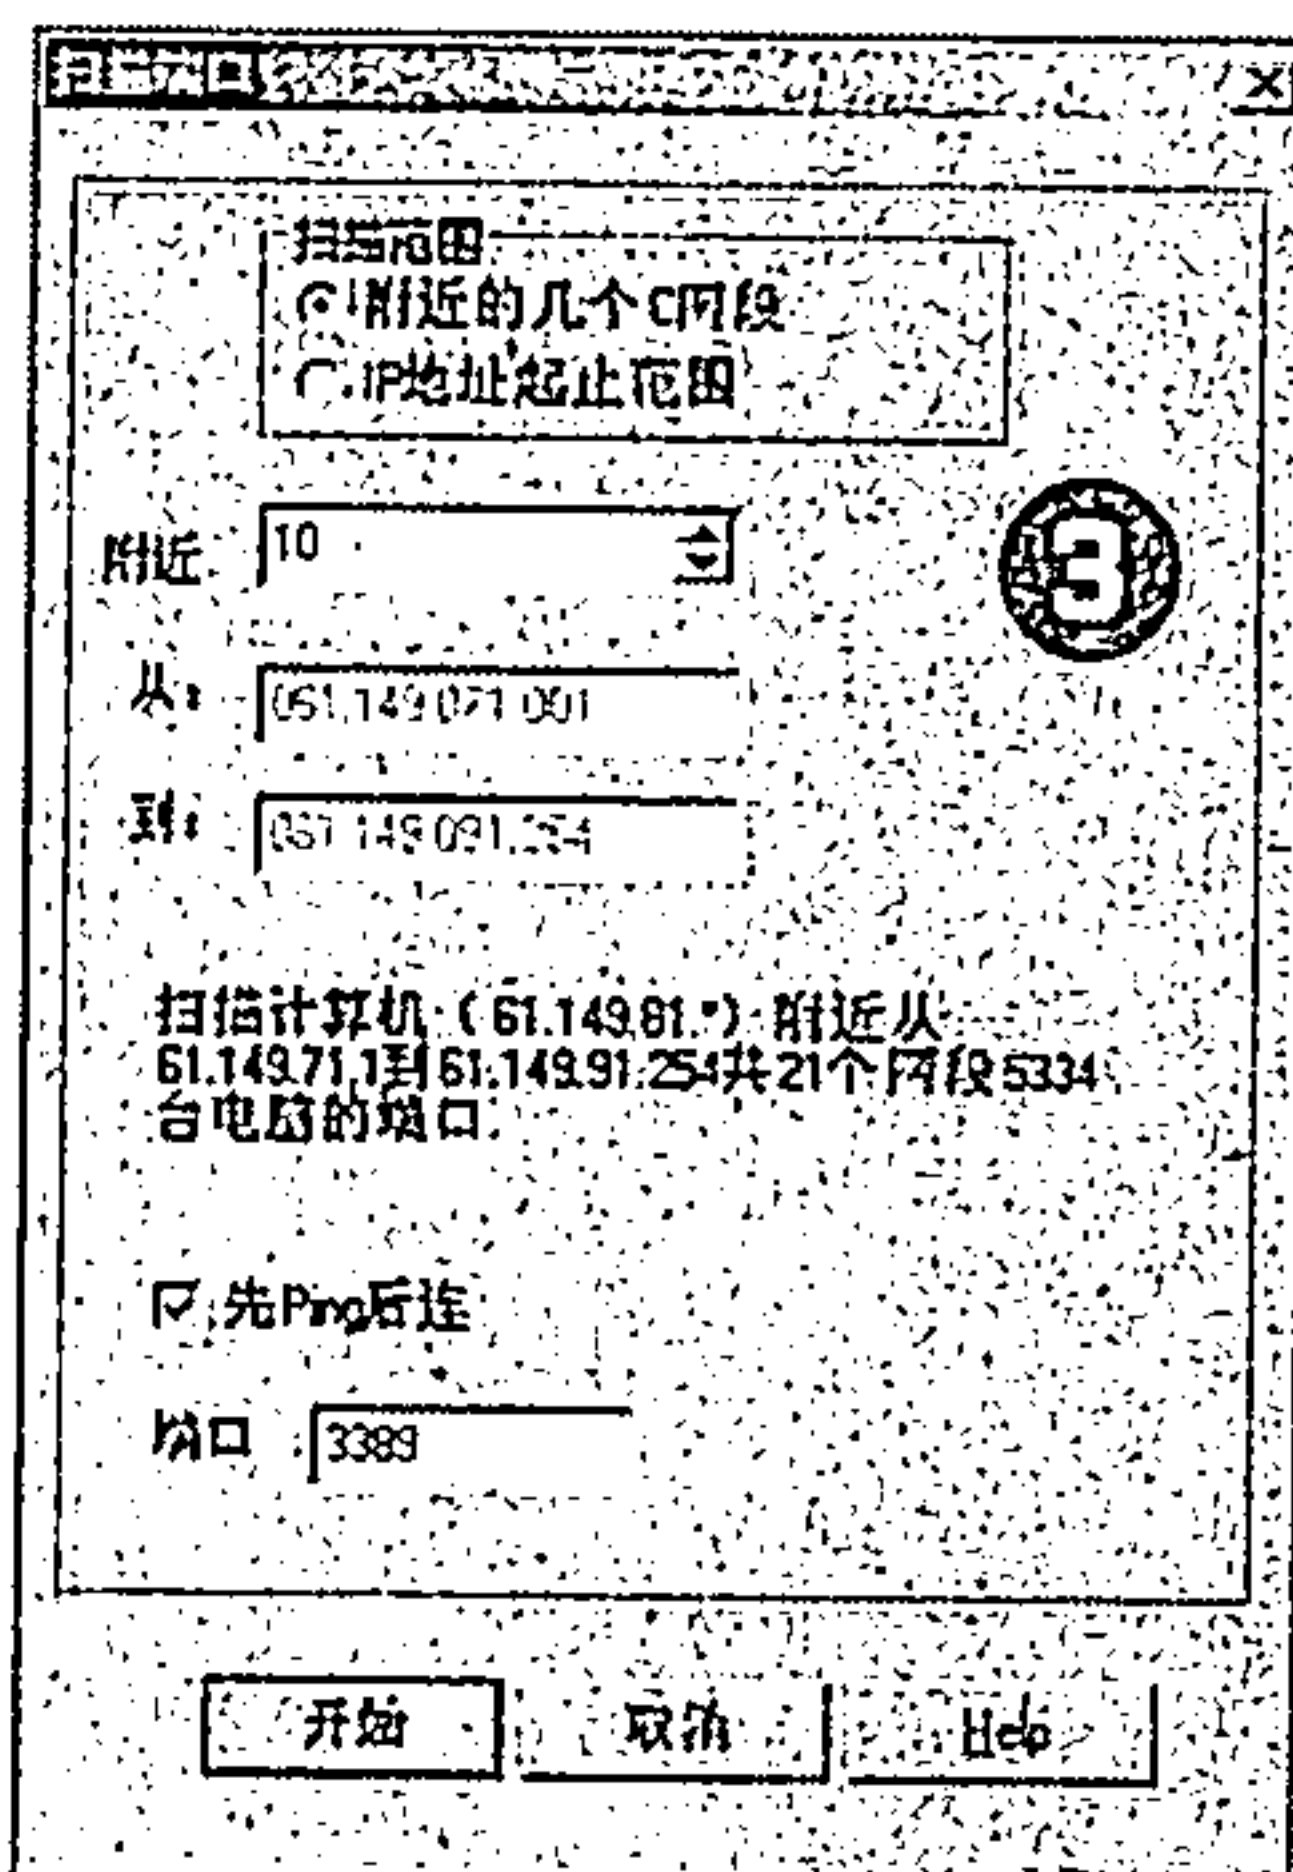 扫描端口
扫描范围
附近的几个C网段
IP地址起止范围
附近: 10
3
从: 061.149.071.001
到: 061.149.091.254
扫描计算机(61.149.81.*)附近从
61.149.71.1到61.149.91.254共21个网段5334
台电脑的端口.
先Ping后连
端口 3389
开始 取消 Help